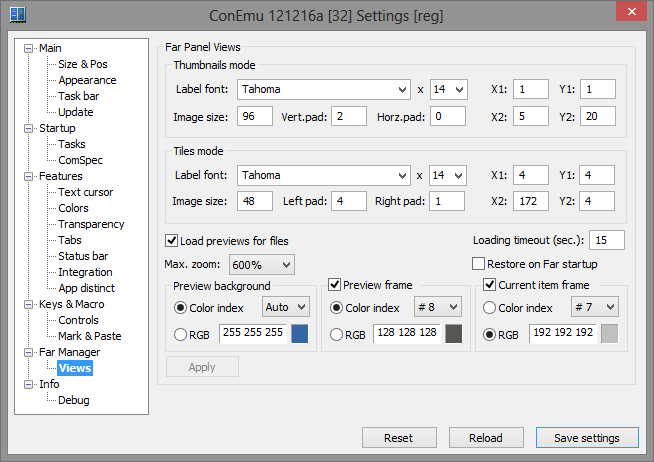 ConEmu 121216a [32] Settings [reg]
Main
Size & Pos
Appearance
Task bar
Update
Startup
Tasks
ComSpec
Features
Text cursor
Colors
Transparency
Tabs
Status bar
Integration
App distinct
Keys & Macro
Controls
Mark & Paste
Far Manager
Views
Info
Debug
Far Panel Views
Thumbnails mode
Label font: Tahoma x 14 X1: 1 Y1: 1
Image size: 96 Vert.pad: 2 Horz.pad: 0 X2: 5 Y2: 20
Tiles mode
Label font: Tahoma x 14 X1: 4 Y1: 4
Image size: 48 Left pad: 4 Right pad: 1 X2: 172 Y2: 4
Load previews for files Loading timeout (sec.): 15
Max. zoom: 600% Restore on Far startup
Preview background
Color index Auto
RGB 255 255 255
Preview frame
Color index # 8
RGB 128 128 128
Current item frame
Color index # 7
RGB 192 192 192
Apply
Reset Reload Save settings